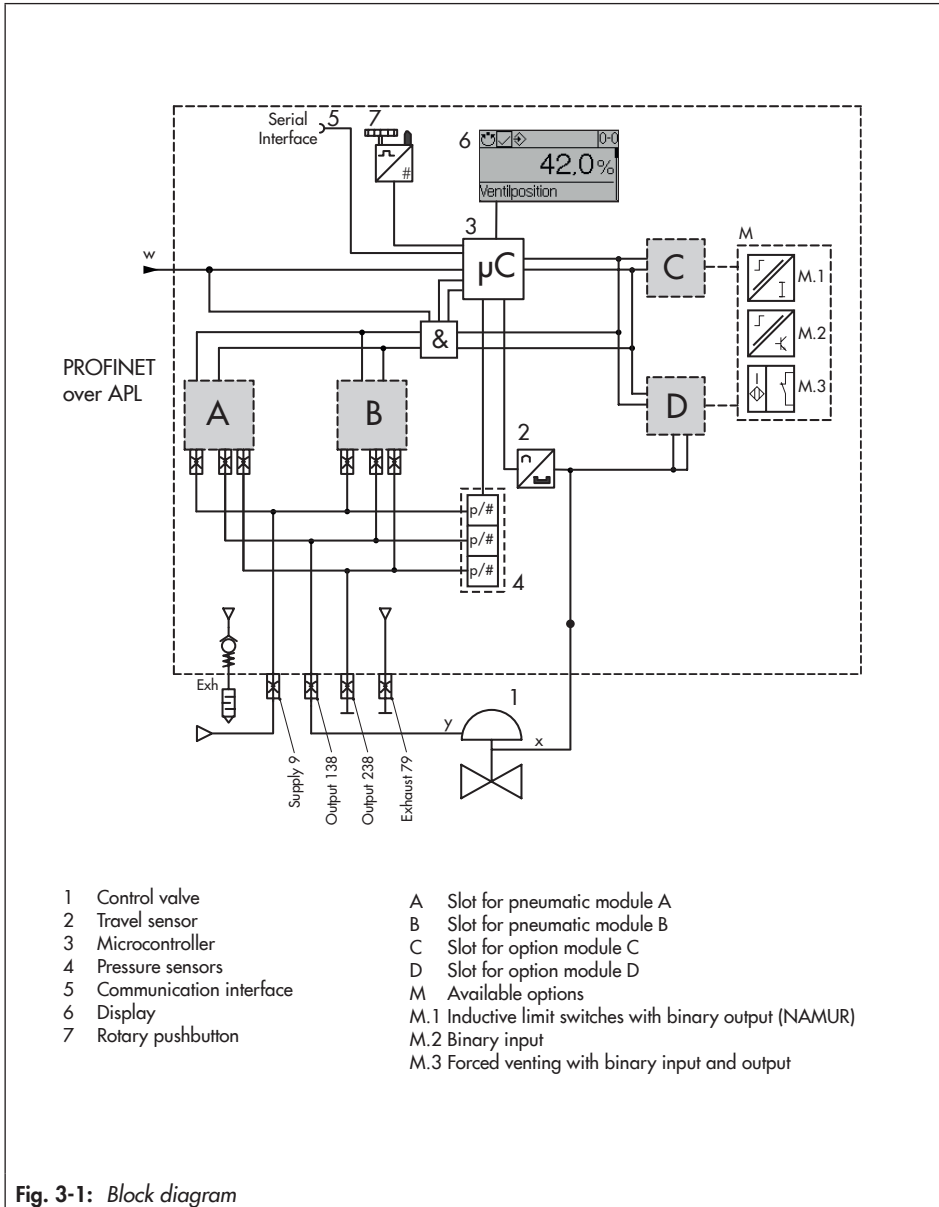 Serial
Interface
5
7
#
6
0-0
42,0%
Ventilposition
3
µC
w
M
C
M.1
M.2
M.3
&
PROFINET
over APL
A
B
D
2
p/#
p/#
p/#
4
Exh
1
y
x
Supply 9
Output 138
Output 238
Exhaust 79
1 Control valve
2 Travel sensor
3 Microcontroller
4 Pressure sensors
5 Communication interface
6 Display
7 Rotary pushbutton
A Slot for pneumatic module A
B Slot for pneumatic module B
C Slot for option module C
D Slot for option module D
M Available options
M.1 Inductive limit switches with binary output (NAMUR)
M.2 Binary input
M.3 Forced venting with binary input and output
Fig. 3-1: Block diagram